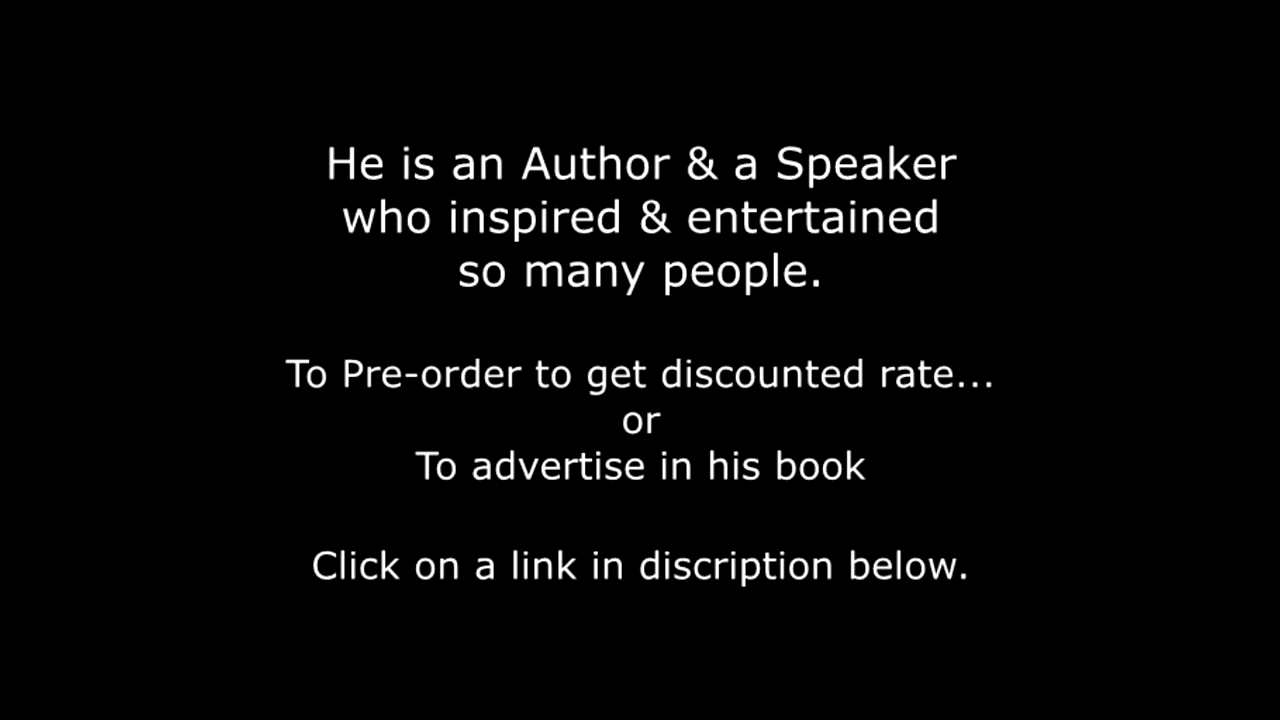 He is an Author & a Speaker
who inspired & entertained
so many people.
To Pre-order to get discounted rate...
or
To advertise in his book
Click on a link in discription below.